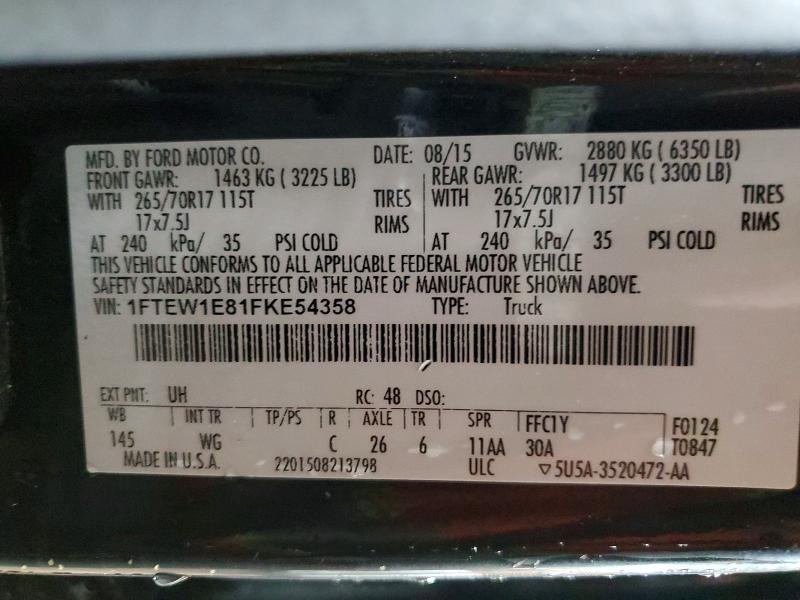 MFD. BY FORD MOTOR CO. DATE: 08/15 GVWR: 2880 KG ( 6350 LB)
FRONT GAWR: 1463 KG ( 3225 LB) REAR GAWR: 1497 KG ( 3300 LB)
WITH 265/70R17 115T TIRES WITH 265/70R17 115T TIRES
17x7.5J RIMS 17x7.5J RIMS
AT 240 kPa/ 35 PSI COLD AT 240 kPa/ 35 PSI COLD
THIS VEHICLE CONFORMS TO ALL APPLICABLE FEDERAL MOTOR VEHICLE
SAFETY STANDARDS IN EFFECT ON THE DATE OF MANUFACTURE SHOWN ABOVE.
VIN: 1FTEW1E81FKE54358 TYPE: Truck
EXT PNT: UH RC: 48 DSO:
WB INT TR TP/PS R AXLE TR SPR FFC1Y F0124
145 WG C 26 6 11AA 30A T0847
MADE IN U.S.A. 2201508213798 ULC ▽5U5A-3520472-AA